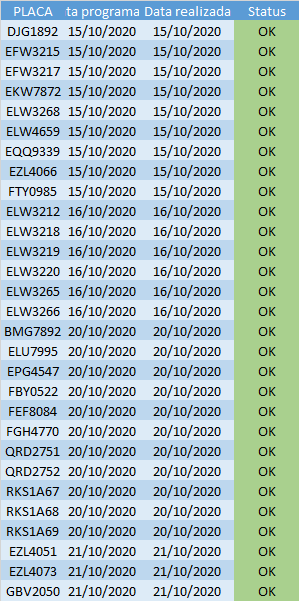 PLACA ta programa Data realizada Status
DJG1892 15/10/2020 15/10/2020 OK
EFW3215 15/10/2020 15/10/2020 OK
EFW3217 15/10/2020 15/10/2020 OK
EKW7872 15/10/2020 15/10/2020 OK
ELW3268 15/10/2020 15/10/2020 OK
ELW4659 15/10/2020 15/10/2020 OK
EQQ9339 15/10/2020 15/10/2020 OK
EZL4066 15/10/2020 15/10/2020 OK
FTY0985 15/10/2020 15/10/2020 OK
ELW3212 16/10/2020 16/10/2020 OK
ELW3218 16/10/2020 16/10/2020 OK
ELW3219 16/10/2020 16/10/2020 OK
ELW3220 16/10/2020 16/10/2020 OK
ELW3265 16/10/2020 16/10/2020 OK
ELW3266 16/10/2020 16/10/2020 OK
BMG7892 20/10/2020 20/10/2020 OK
ELU7995 20/10/2020 20/10/2020 OK
EPG4547 20/10/2020 20/10/2020 OK
FBY0522 20/10/2020 20/10/2020 OK
FEF8084 20/10/2020 20/10/2020 OK
FGH4770 20/10/2020 20/10/2020 OK
QRD2751 20/10/2020 20/10/2020 OK
QRD2752 20/10/2020 20/10/2020 OK
RKS1A67 20/10/2020 20/10/2020 OK
RKS1A68 20/10/2020 20/10/2020 OK
RKS1A69 20/10/2020 20/10/2020 OK
EZL4051 21/10/2020 21/10/2020 OK
EZL4073 21/10/2020 21/10/2020 OK
GBV2050 21/10/2020 21/10/2020 OK